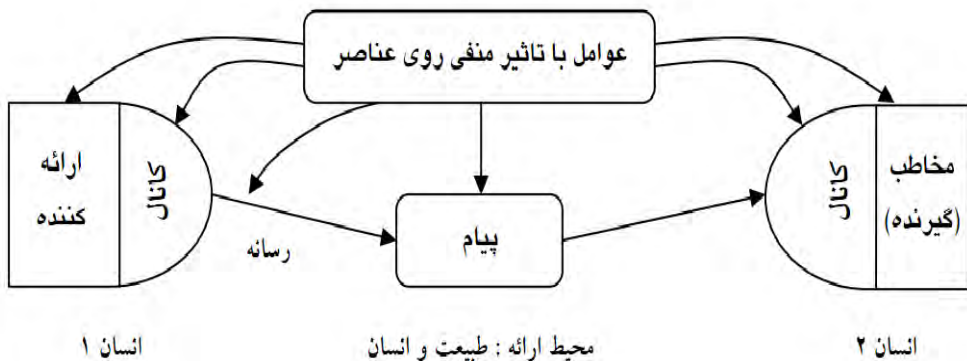 عوامل با تاثیر منفی روی عناصر
مخاطب
(گیرنده)
کانال
پیام
رسانه
کانال
ارائه
کننده
انسان ۲
محیط ارائه : طبیعت و انسان
انسان ۱